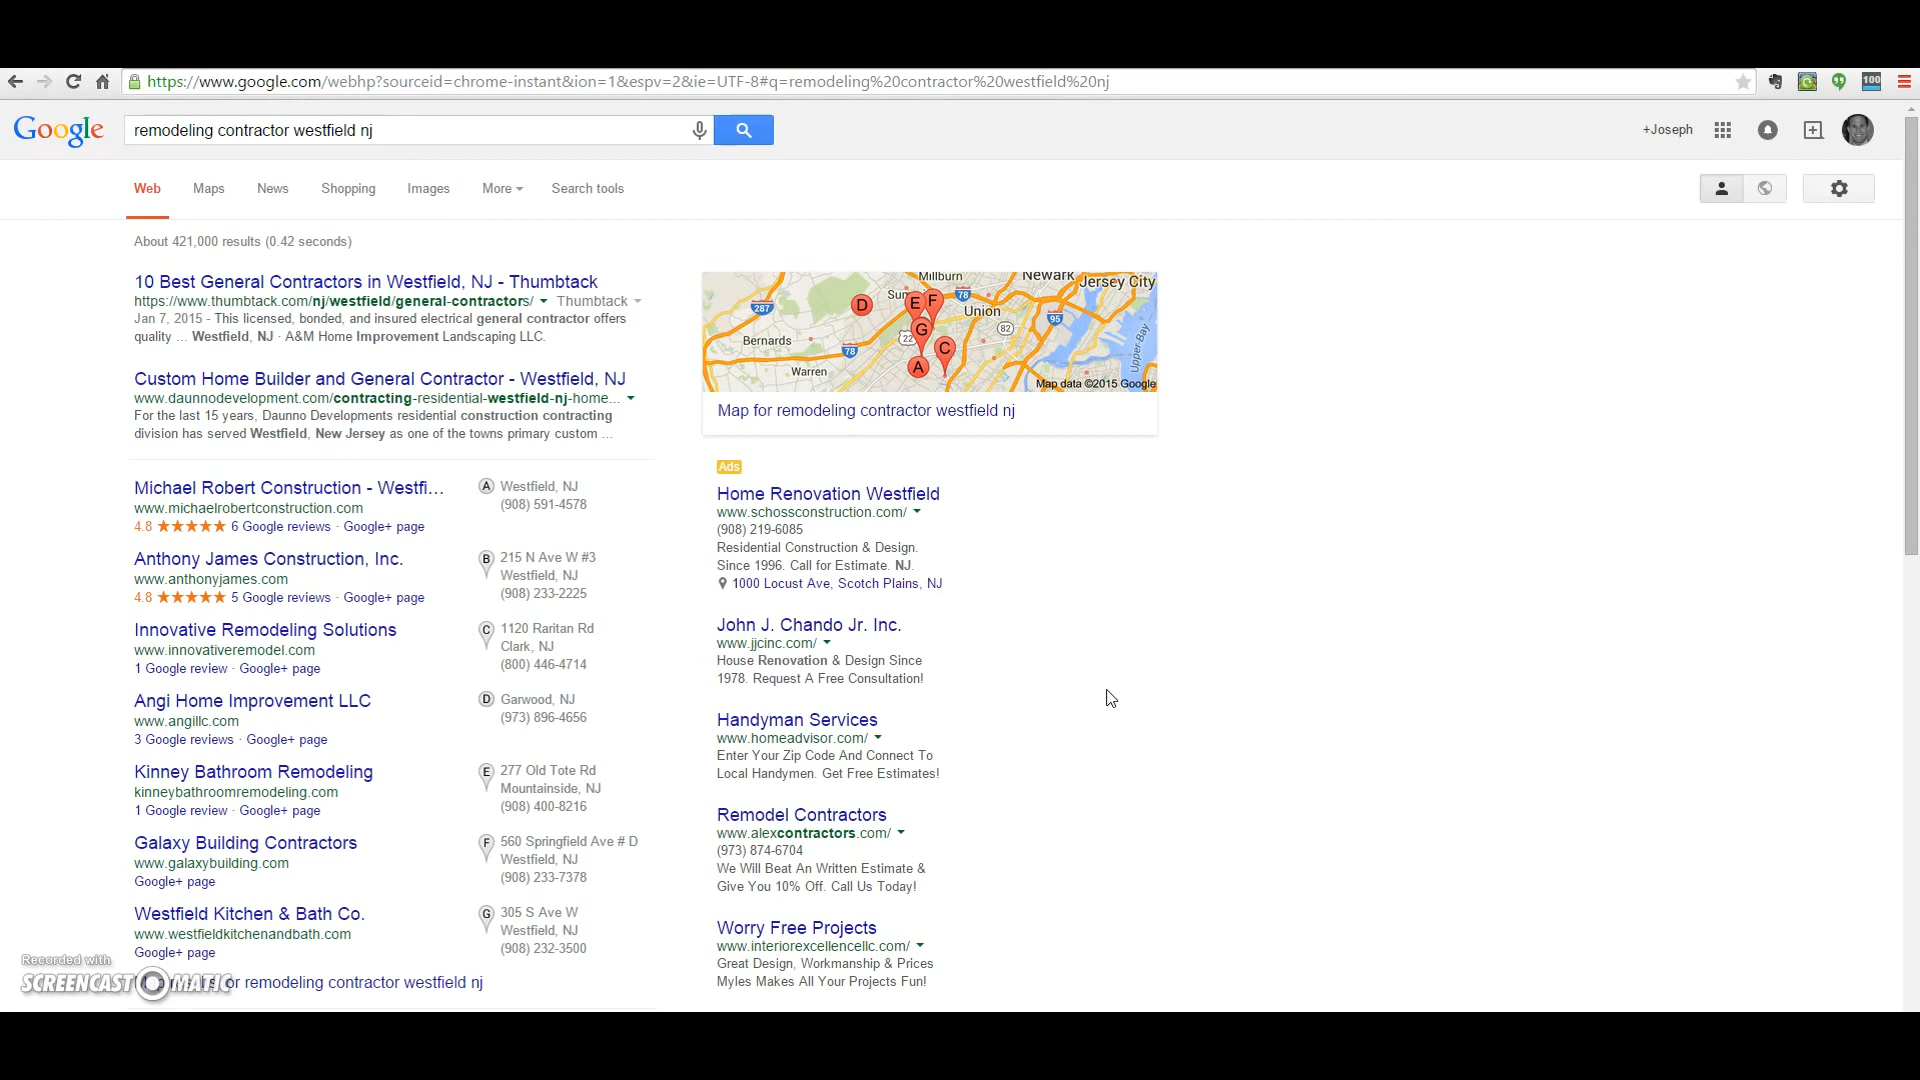 https://www.google.com/webhp?sourceid=chrome-instant&ion=1&espv=2&ie=UTF-8#q=remodeling%20contractor%20westfield%20nj
100
Google
remodeling contractor westfield nj
+Joseph
Web Maps News Shopping Images More Search tools
About 421,000 results (0.42 seconds)
10 Best General Contractors in Westfield, NJ - Thumbtack
https://www.thumbtack.com/nj/westfield/general-contractors/ Thumbtack
Jan 7, 2015 - This licensed, bonded, and insured electrical general contractor offers
quality ... Westfield, NJ · A&M Home Improvement Landscaping LLC.
Custom Home Builder and General Contractor - Westfield, NJ
www.daunnodevelopment.com/contracting-residential-westfield-nj-home...
For the last 15 years, Daunno Developments residential construction contracting
division has served Westfield, New Jersey as one of the towns primary custom ...
Michael Robert Construction - Westfi...
www.michaelrobertconstruction.com
4.8 6 Google reviews · Google+ page
A Westfield, NJ
(908) 591-4578
Anthony James Construction, Inc.
www.anthonyjames.com
4.8 5 Google reviews · Google+ page
B 215 N Ave W #3
Westfield, NJ
(908) 233-2225
Innovative Remodeling Solutions
www.innovativeremodel.com
1 Google review · Google+ page
C 1120 Raritan Rd
Clark, NJ
(800) 446-4714
Angi Home Improvement LLC
www.angillc.com
3 Google reviews · Google+ page
D Garwood, NJ
(973) 896-4656
Kinney Bathroom Remodeling
kinneybathroomremodeling.com
1 Google review · Google+ page
E 277 Old Tote Rd
Mountainside, NJ
(908) 400-8216
Galaxy Building Contractors
www.galaxybuilding.com
Google+ page
F 560 Springfield Ave # D
Westfield, NJ
(908) 233-7378
Westfield Kitchen & Bath Co.
www.westfieldkitchenandbath.com
Google+ page
G 305 S Ave W
Westfield, NJ
(908) 232-3500
or remodeling contractor westfield nj
Recorded with
SCREENCAST MATIC
Millburn
Newark
Jersey City
287
D
E
F
78
Union
95
G
22
82
Bernards
78
C
Upper Bay
Warren
A
Map data ©2015 Google
Map for remodeling contractor westfield nj
Ads
Home Renovation Westfield
www.schossconstruction.com/
(908) 219-6085
Residential Construction & Design.
Since 1996. Call for Estimate. NJ.
1000 Locust Ave, Scotch Plains, NJ
John J. Chando Jr. Inc.
www.jjcinc.com/
House Renovation & Design Since
1978. Request A Free Consultation!
Handyman Services
www.homeadvisor.com/
Enter Your Zip Code And Connect To
Local Handymen. Get Free Estimates!
Remodel Contractors
www.alexcontractors.com/
(973) 874-6704
We Will Beat An Written Estimate &
Give You 10% Off. Call Us Today!
Worry Free Projects
www.interiorexcellencellc.com/
Great Design, Workmanship & Prices
Myles Makes All Your Projects Fun!